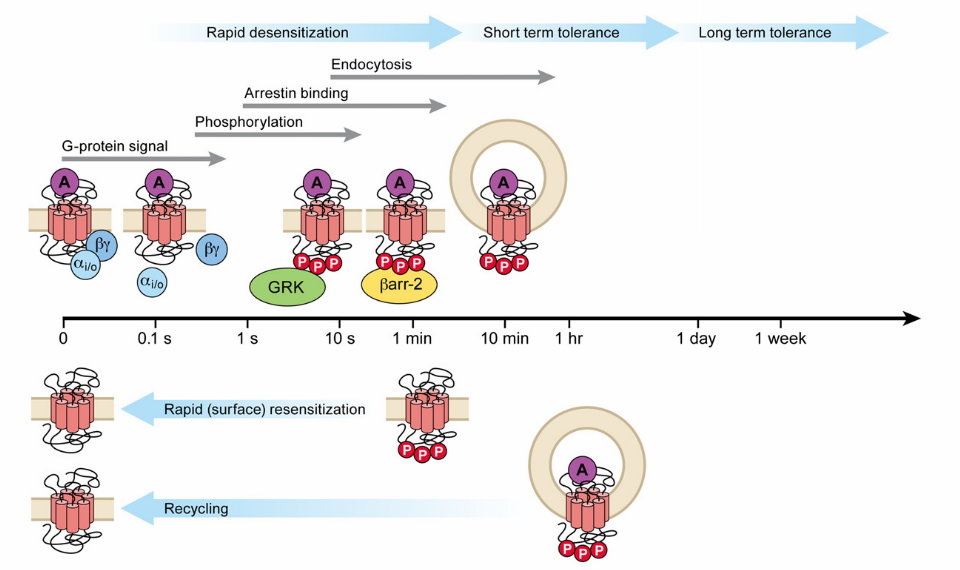 Rapid desensitization
Short term tolerance
Long term tolerance
Endocytosis
Arrestin binding
Phosphorylation
G-protein signal
A
A
A
A
A
βγ
αi/o
βγ
αi/o
P P P
GRK
P P P
βarr-2
P P P
0
0.1 s
1 s
10 s
1 min
10 min
1 hr
1 day
1 week
Rapid (surface) resensitization
P P P
A
Recycling
P P P